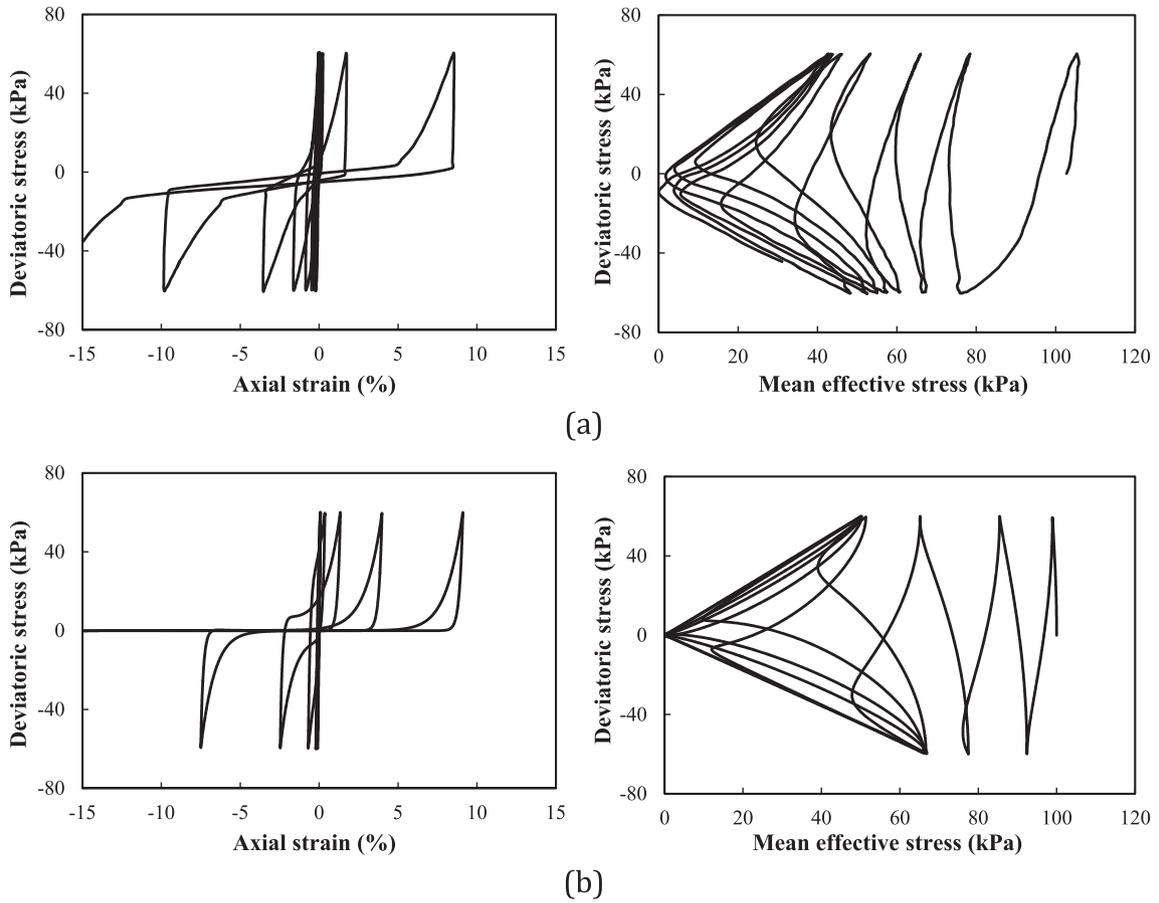 80
40
0
-40
-80
Deviatoric stress (kPa)
-15 -10 -5 0 5 10 15
Axial strain (%)
80
40
0
-40
-80
Deviatoric stress (kPa)
0 20 40 60 80 100 120
Mean effective stress (kPa)
(a)
80
40
0
-40
-80
Deviatoric stress (kPa)
-15 -10 -5 0 5 10 15
Axial strain (%)
80
40
0
-40
-80
Deviatoric stress (kPa)
0 20 40 60 80 100 120
Mean effective stress (kPa)
(b)